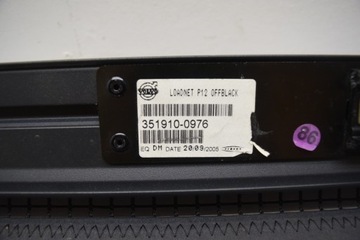 VOLVO
LOADNET P12 OFFBLACK
351910-0976
EQ DM DATE 20/09/2005
86